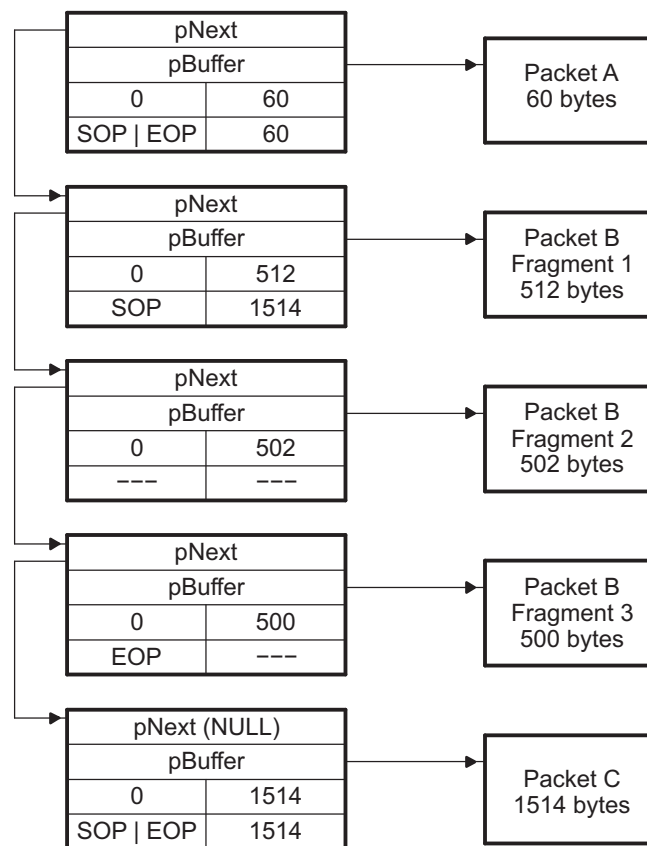 pNext
pBuffer
0 60
SOP | EOP 60
Packet A
60 bytes
pNext
pBuffer
0 512
SOP 1514
Packet B
Fragment 1
512 bytes
pNext
pBuffer
0 502
−−− −−−
Packet B
Fragment 2
502 bytes
pNext
pBuffer
0 500
EOP −−−
Packet B
Fragment 3
500 bytes
pNext (NULL)
pBuffer
0 1514
SOP | EOP 1514
Packet C
1514 bytes